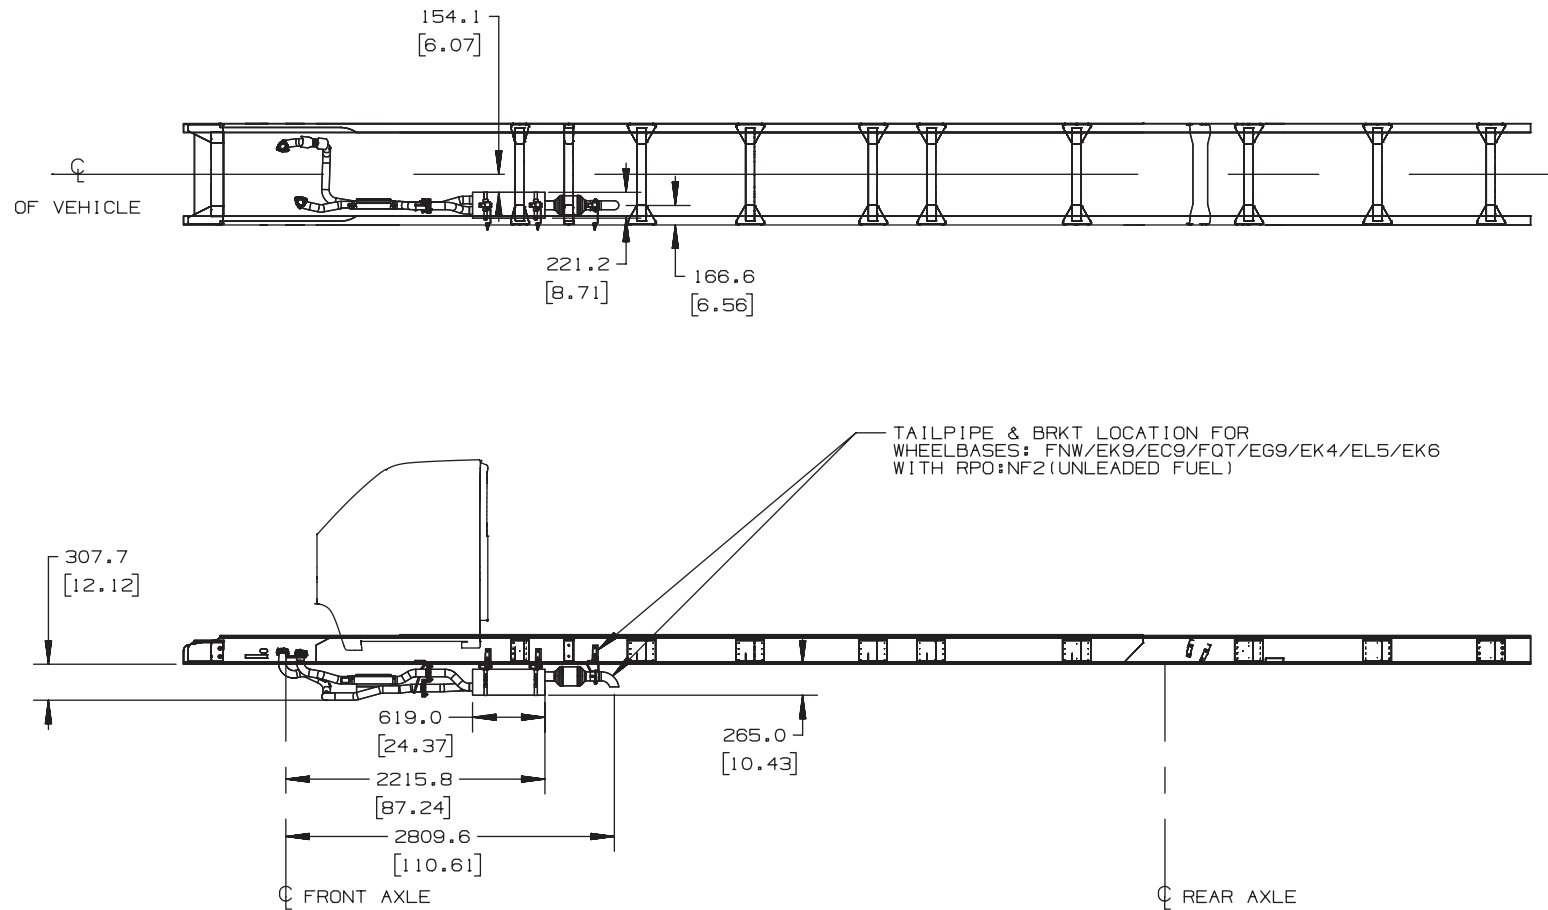 154.1
[6.07]
℄
OF VEHICLE
221.2
[8.71]
166.6
[6.56]
TAILPIPE & BRKT LOCATION FOR
WHEELBASES: FNW/EK9/EC9/FQT/EG9/EK4/EL5/EK6
WITH RPO:NF2(UNLEADED FUEL)
307.7
[12.12]
619.0
[24.37]
265.0
[10.43]
2215.8
[87.24]
2809.6
[110.61]
℄ FRONT AXLE
℄ REAR AXLE